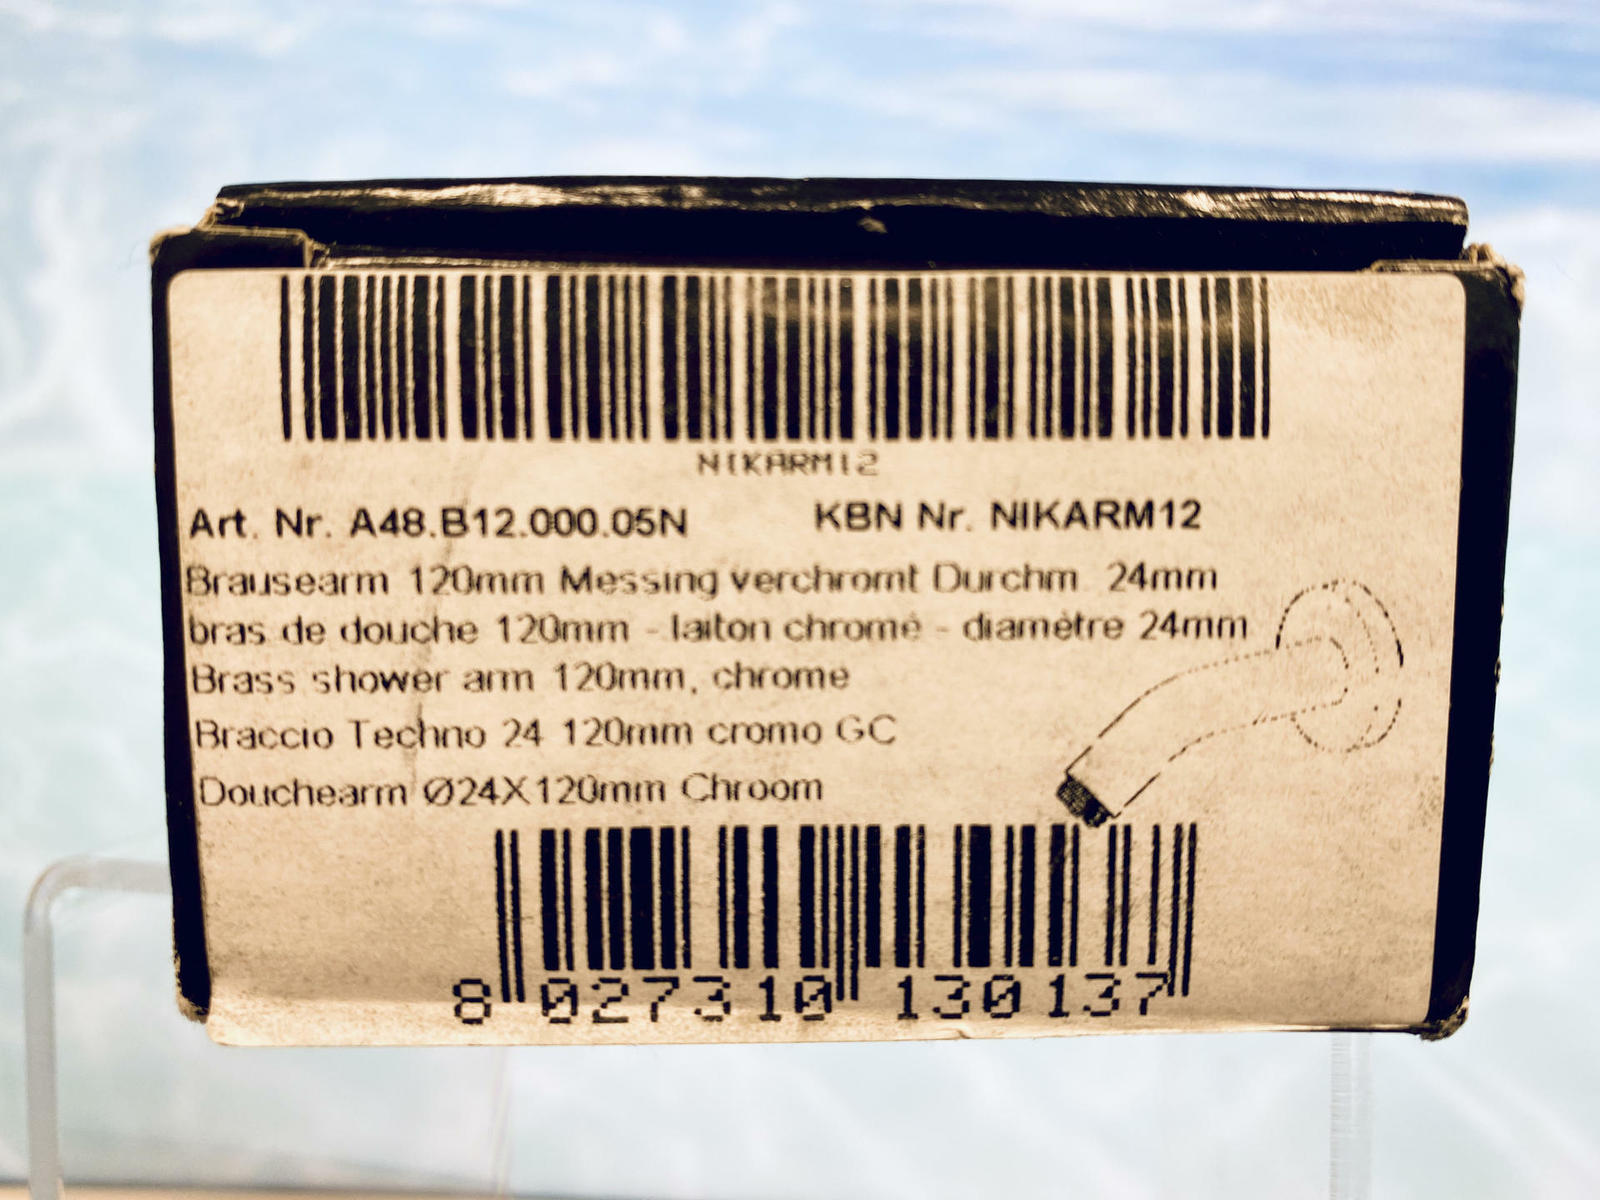 NIKARM12
Art. Nr. A48.B12.000.05N KBN Nr. NIKARM12
Brausearm 120mm Messing verchromt Durchm. 24mm
bras de douche 120mm - laiton chromé - diamètre 24mm
Brass shower arm 120mm, chrome
Braccio Techno 24 120mm cromo GC
Douchearm Ø24X120mm Chroom
8 027310 130137